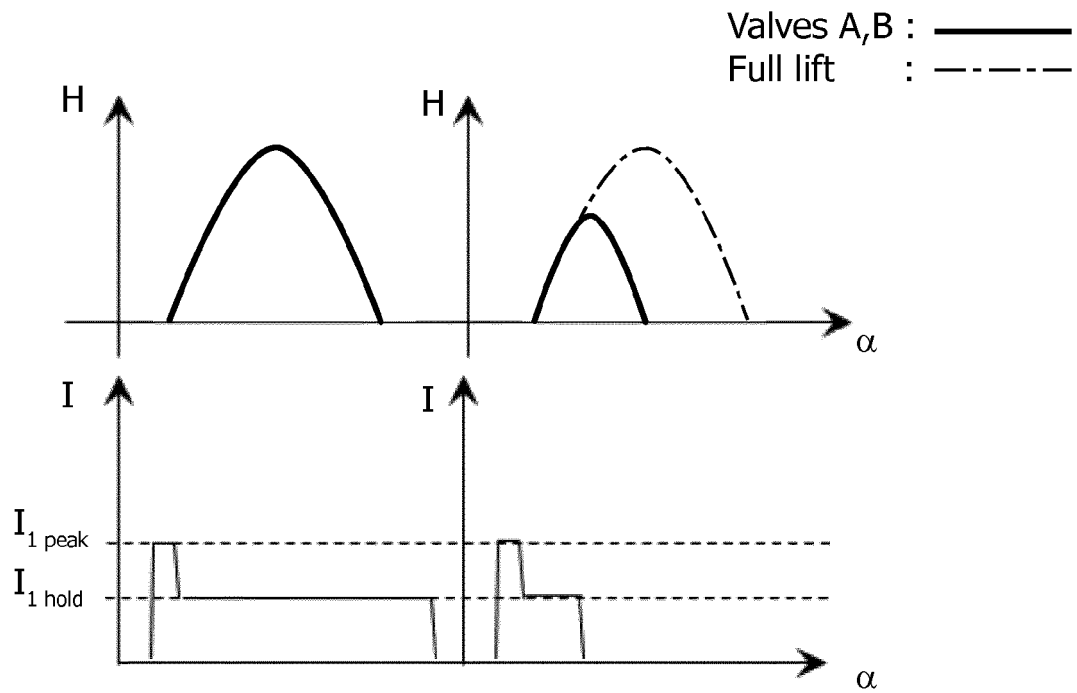 Valves A,B :
Full lift :
H
H
α
I
I
I1 peak
I1 hold
α